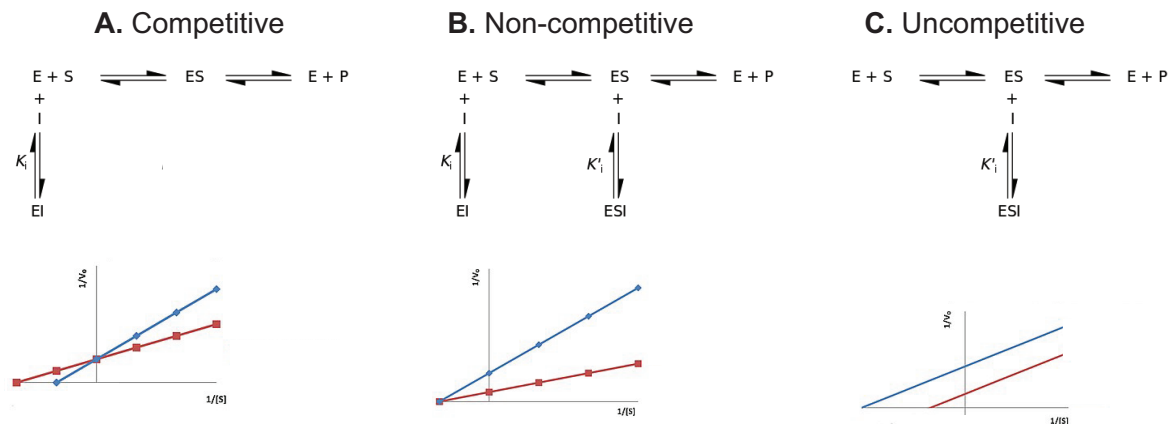 A. Competitive
E + S ES E + P
+
I
Ki
EI
1/V₀
1/[S]
B. Non-competitive
E + S ES E + P
+ +
I I
Ki K'i
EI ESI
1/V₀
1/[S]
C. Uncompetitive
E + S ES E + P
+
I
K'i
ESI
1/V₀
1/[S]